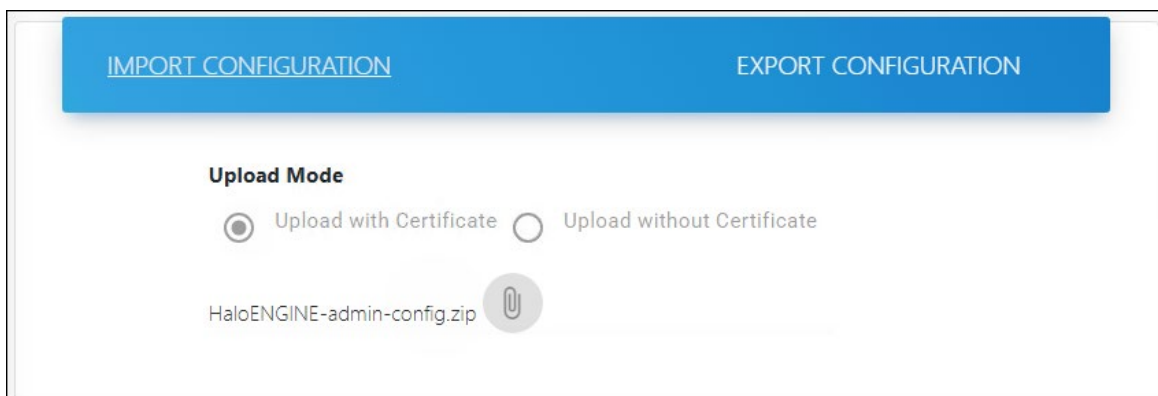 IMPORT CONFIGURATION EXPORT CONFIGURATION
Upload Mode
Upload with Certificate Upload without Certificate
HaloENGINE-admin-config.zip